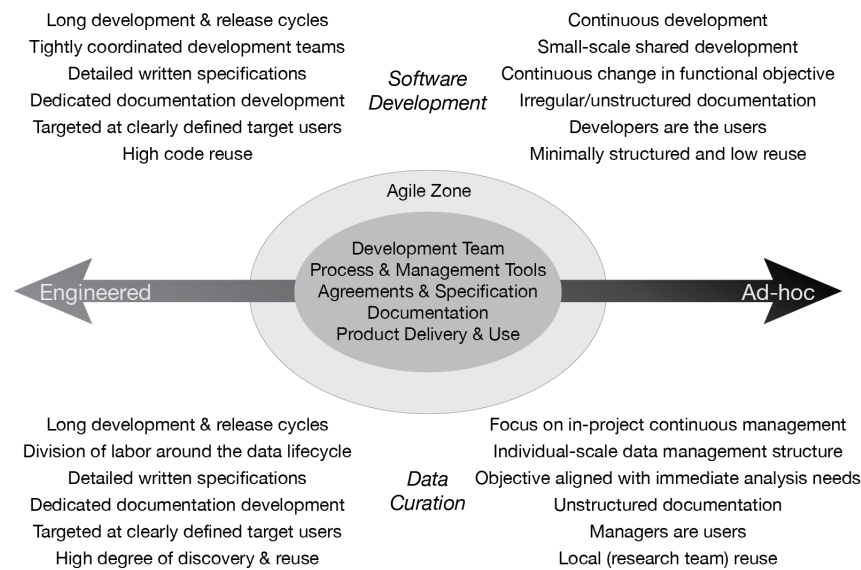 Long development & release cycles
Tightly coordinated development teams
Detailed written specifications
Dedicated documentation development
Targeted at clearly defined target users
High code reuse
Software
Development
Continuous development
Small-scale shared development
Continuous change in functional objective
Irregular/unstructured documentation
Developers are the users
Minimally structured and low reuse
Agile Zone
Development Team
Process & Management Tools
Agreements & Specification
Documentation
Product Delivery & Use
Engineered
Ad-hoc
Long development & release cycles
Division of labor around the data lifecycle
Detailed written specifications
Dedicated documentation development
Targeted at clearly defined target users
High degree of discovery & reuse
Data
Curation
Focus on in-project continuous management
Individual-scale data management structure
Objective aligned with immediate analysis needs
Unstructured documentation
Managers are users
Local (research team) reuse